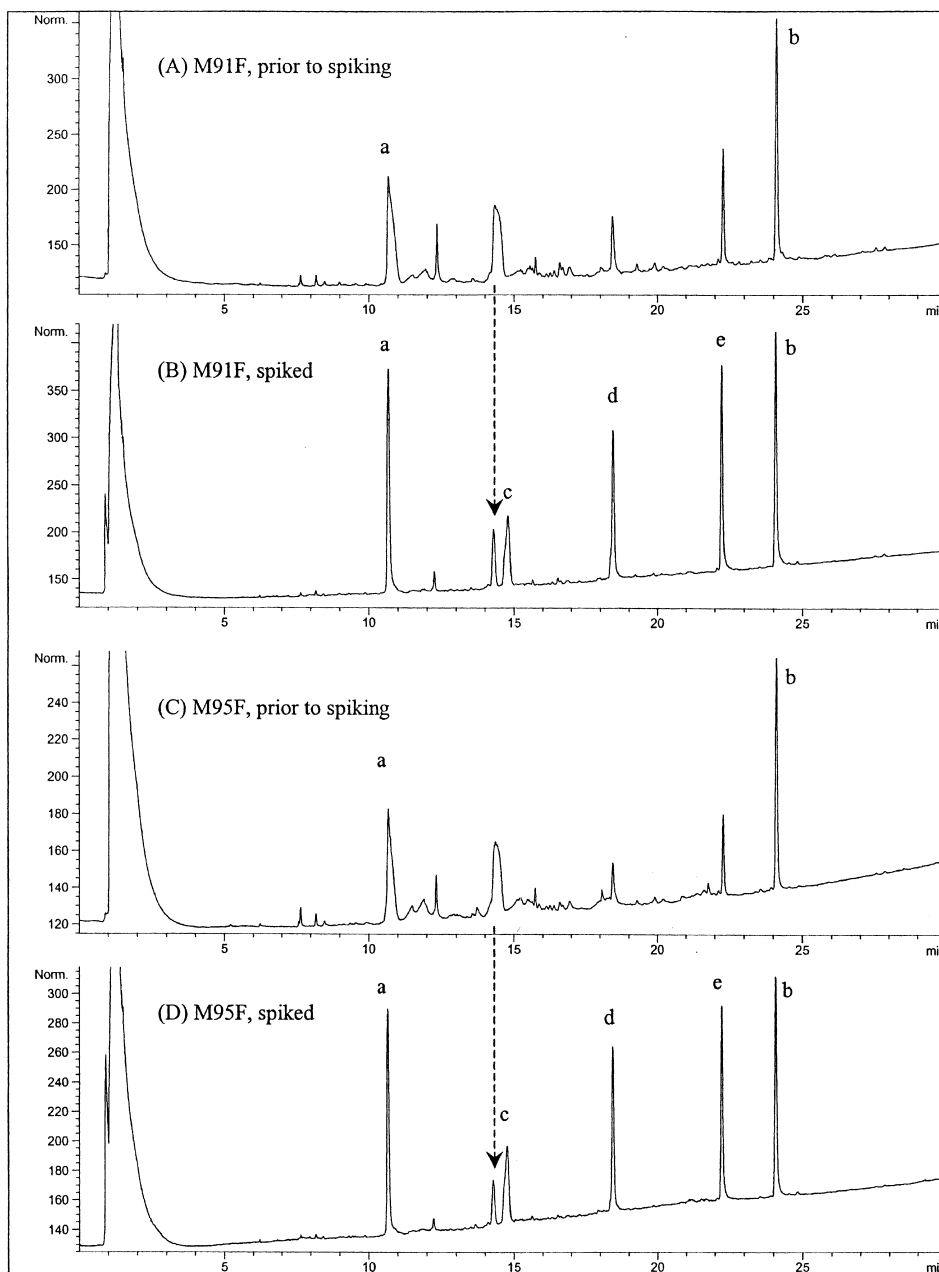 Norm.
b
(A) M91F, prior to spiking
300
a
250
200
150
5
10
15
20
25
mi
Norm.
a
e
b
(B) M91F, spiked
350
d
300
250
c
200
150
5
10
15
20
25
mi
Norm.
b
240
(C) M95F, prior to spiking
220
a
200
180
160
140
120
5
10
15
20
25
mi
Norm.
a
e
b
300
(D) M95F, spiked
d
280
260
240
220
c
200
180
160
140
5
10
15
20
25
mi